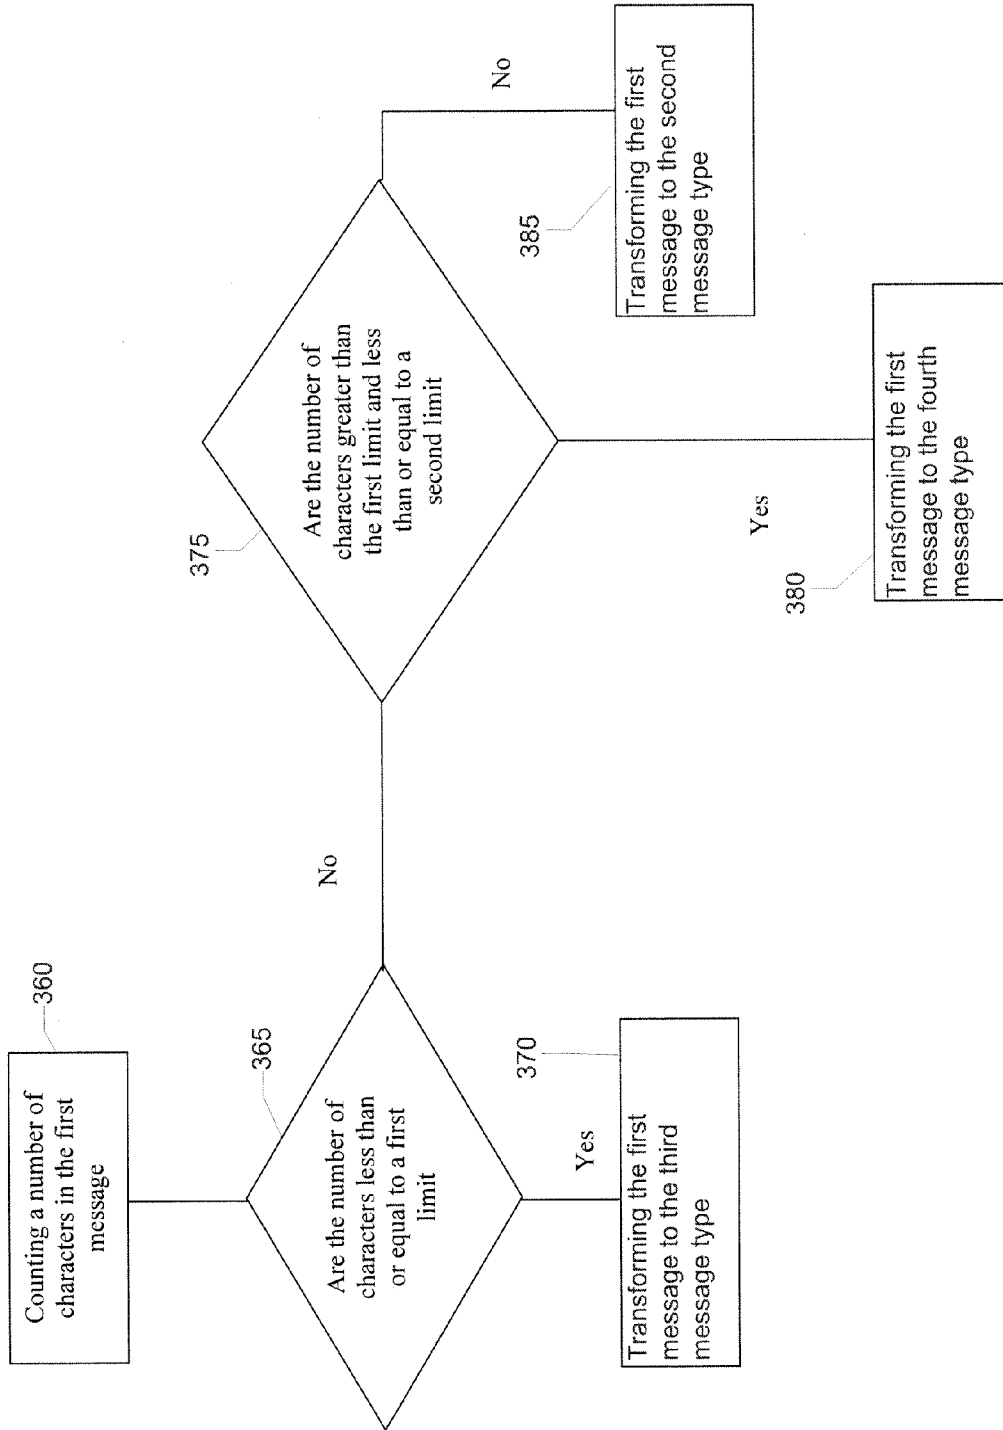 Counting a number of
characters in the first
message
360
365
Are the number of
characters less than
or equal to a first
limit
Yes
370
Transforming the first
message to the third
message type
No
375
Are the number of
characters greater than
the first limit and less
than or equal to a
second limit
Yes
380
Transforming the first
message to the fourth
message type
No
385
Transforming the first
message to the second
message type